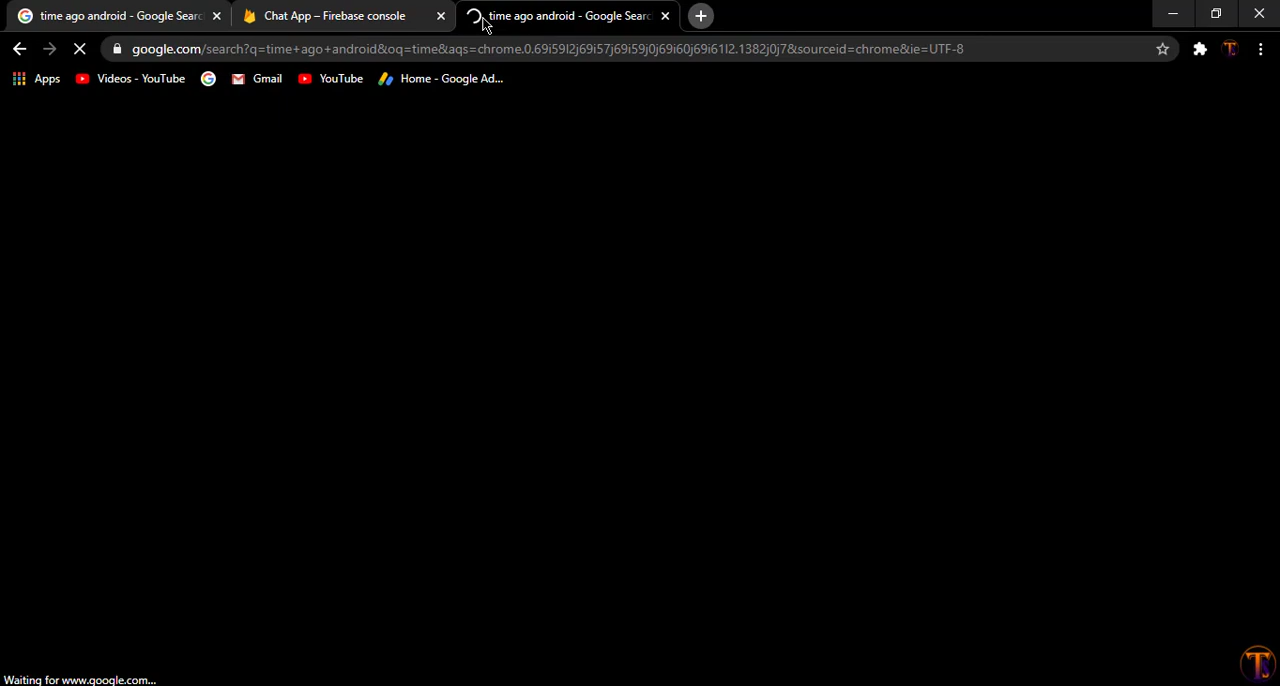 time ago android - Google Searc
Chat App – Firebase console
time ago android - Google Searc
google.com/search?q=time+ago+android&oq=time&aqs=chrome.0.69i59l2j69i57j69i59j0j69i60j69i61l2.1382j0j7&sourceid=chrome&ie=UTF-8
Apps
Videos - YouTube
Gmail
YouTube
Home - Google Ad...
Waiting for www.google.com...